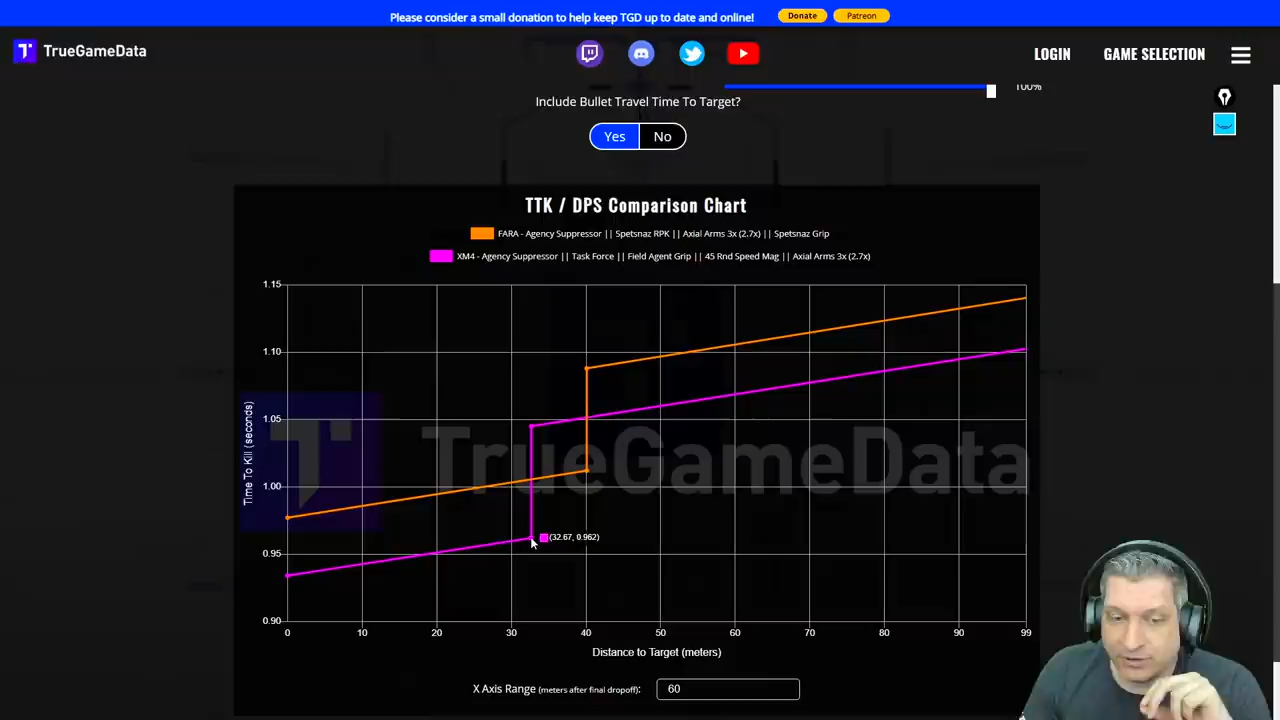 Please consider a small donation to help keep TGD up to date and online! Donate Patreon
TrueGameData LOGIN GAME SELECTION
100%
Include Bullet Travel Time To Target?
Yes No
TTK / DPS Comparison Chart
FARA - Agency Suppressor || Spetsnaz RPK || Axial Arms 3x (2.7x) || Spetsnaz Grip
XM4 - Agency Suppressor || Task Force || Field Agent Grip || 45 Rnd Speed Mag || Axial Arms 3x (2.7x)
1.15
1.10
1.05
1.00
0.95
0.90
Time To Kill (seconds)
TrueGameData
(32.67, 0.962)
0 10 20 30 40 50 60 70 80 90 99
Distance to Target (meters)
X Axis Range (meters after final dropoff): 60